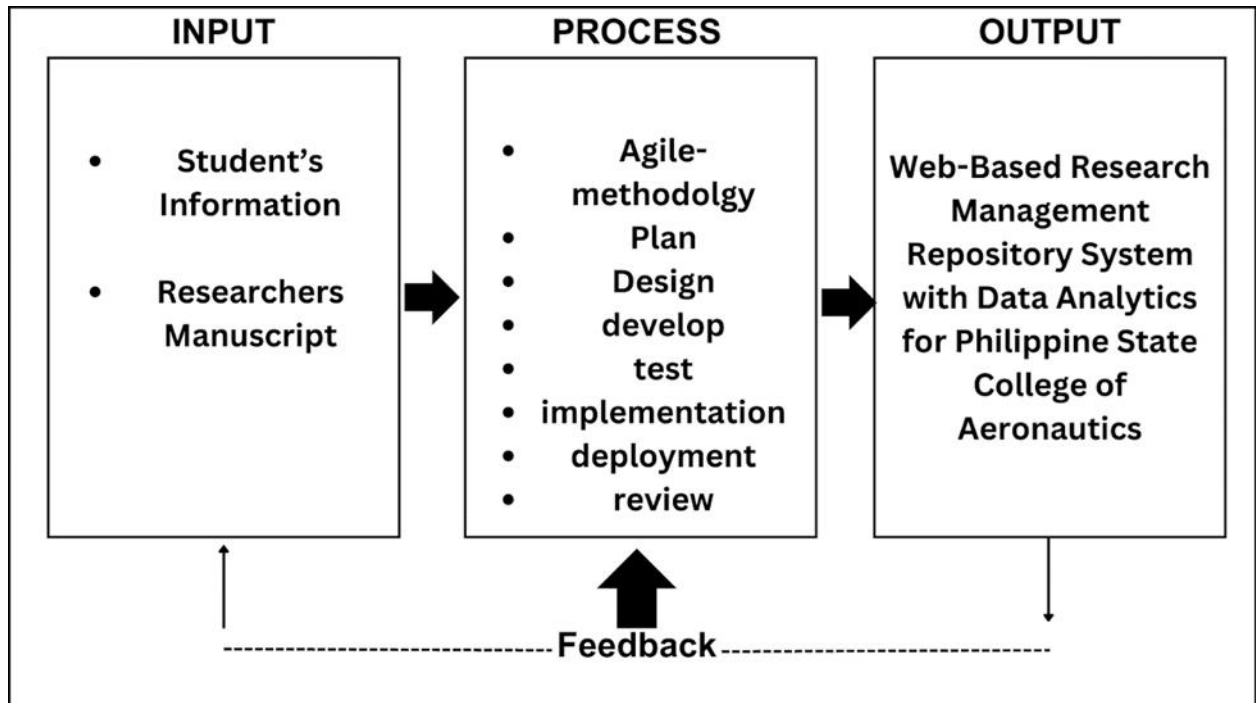 INPUT
Student's
Information
Researchers
Manuscript
PROCESS
Agile-
methodolgy
Plan
Design
develop
test
implementation
deployment
review
OUTPUT
Web-Based Research
Management
Repository System
with Data Analytics
for Philippine State
College of
Aeronautics
Feedback